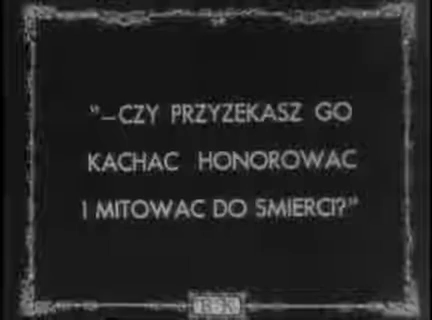 "–CZY PRZYZEKASZ GO
KACHAC HONOROWAC
I MITOWAC DO SMIERCI?"
B-K